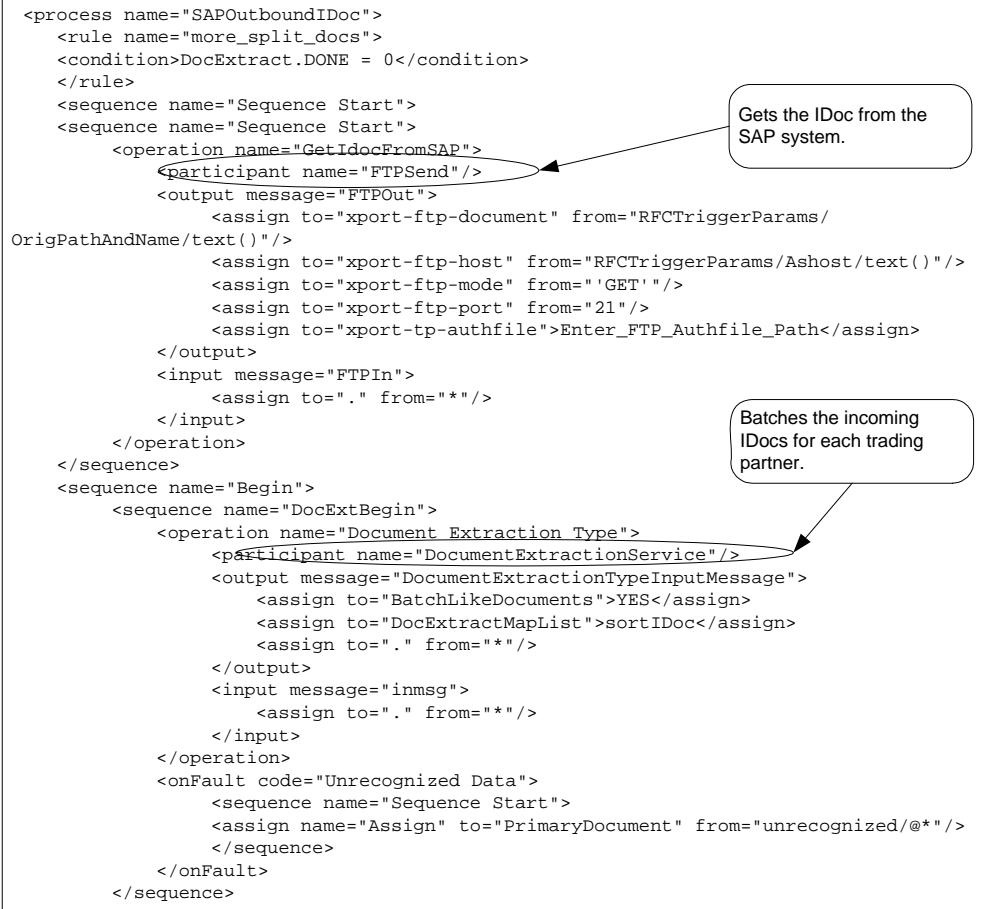 <process name="SAPOutboundIDoc">
<rule name="more_split_docs">
<condition>DocExtract.DONE = 0</condition>
</rule>
<sequence name="Sequence Start">
<sequence name="Sequence Start">
<operation name="GetIdocFromSAP">
<participant name="FTPSend"/>
<output message="FTPOut">
<assign to="xport-ftp-document" from="RFCTriggerParams/
OrigPathAndName/text()"/>
<assign to="xport-ftp-host" from="RFCTriggerParams/Ashost/text()"/>
<assign to="xport-ftp-mode" from="'GET'"/>
<assign to="xport-ftp-port" from="21"/>
<assign to="xport-tp-authfile">Enter_FTP_Authfile_Path</assign>
</output>
<input message="FTPIn">
<assign to="." from="*"/>
</input>
</operation>
</sequence>
<sequence name="Begin">
<sequence name="DocExtBegin">
<operation name="Document Extraction Type">
<participant name="DocumentExtractionService"/>
<output message="DocumentExtractionTypeInputMessage">
<assign to="BatchLikeDocuments">YES</assign>
<assign to="DocExtractMapList">sortIDoc</assign>
<assign to="." from="*"/>
</output>
<input message="inmsg">
<assign to="." from="*"/>
</input>
</operation>
<onFault code="Unrecognized Data">
<sequence name="Sequence Start">
<assign name="Assign" to="PrimaryDocument" from="unrecognized/@*"/>
</sequence>
</onFault>
</sequence>
Gets the IDoc from the
SAP system.
Batches the incoming
IDocs for each trading
partner.